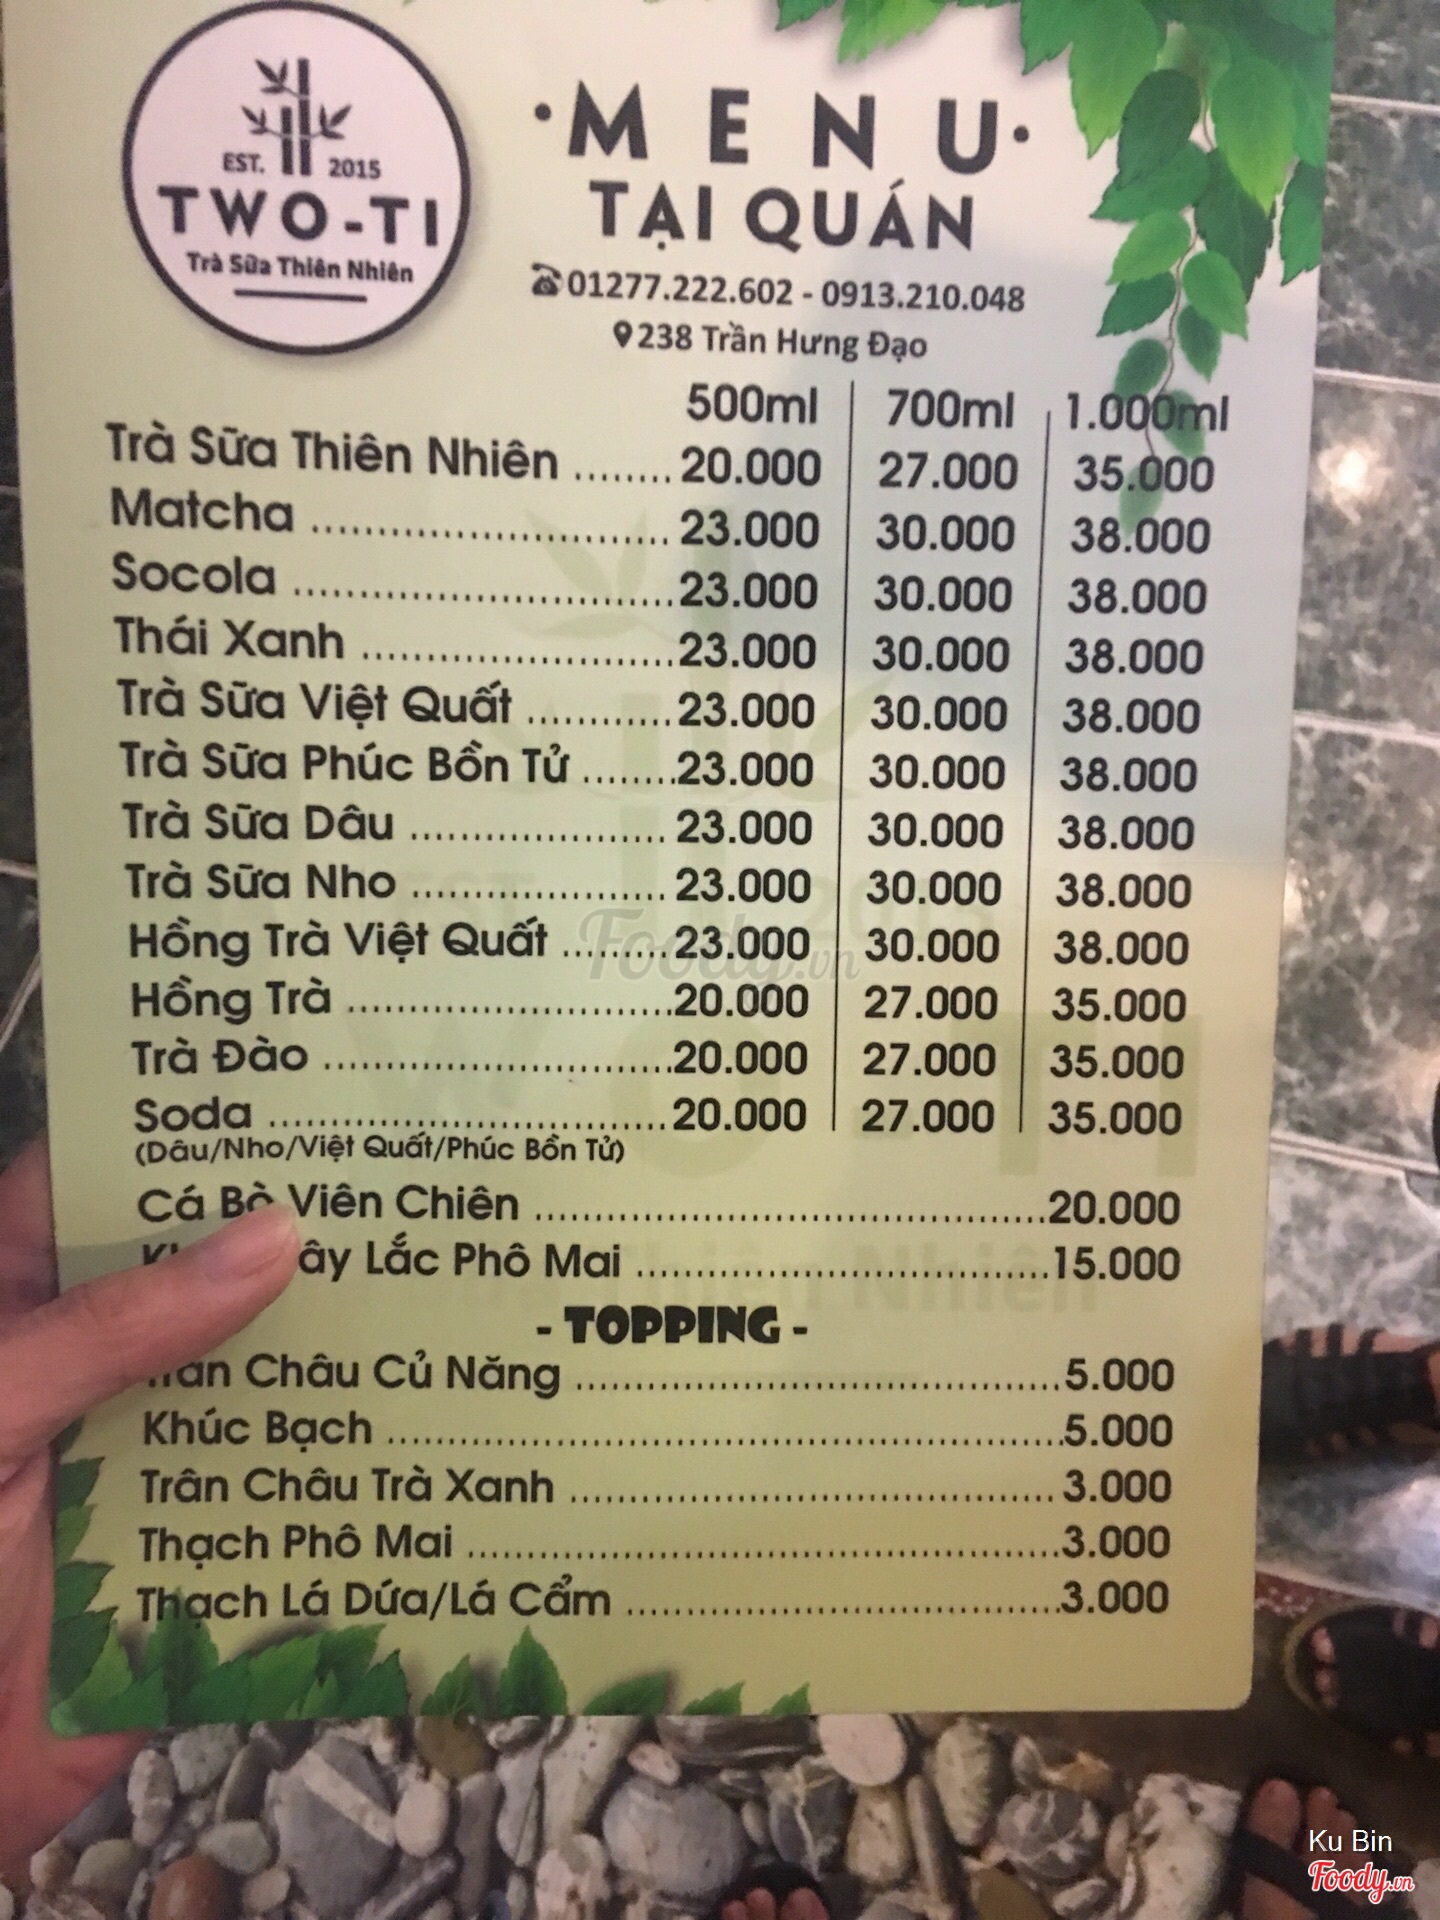 EST. 2015
TWO-TI
Trà Sữa Thiên Nhiên
·MENU·
TẠI QUÁN
01277.222.602 - 0913.210.048
238 Trần Hưng Đạo
500ml 700ml 1.000ml
Trà Sữa Thiên Nhiên ........ 20.000 27.000 35.000
Matcha ........ 23.000 30.000 38.000
Socola ........ 23.000 30.000 38.000
Thái Xanh ........ 23.000 30.000 38.000
Trà Sữa Việt Quất ........ 23.000 30.000 38.000
Trà Sữa Phúc Bồn Tử ........ 23.000 30.000 38.000
Trà Sữa Dâu ........ 23.000 30.000 38.000
Trà Sữa Nho ........ 23.000 30.000 38.000
Hồng Trà Việt Quất ........ 23.000 30.000 38.000
Hồng Trà ........ 20.000 27.000 35.000
Trà Đào ........ 20.000 27.000 35.000
Soda ........ 20.000 27.000 35.000
(Dâu/Nho/Việt Quất/Phúc Bồn Tử)
Cá Bò Viên Chiên ........ 20.000
Lắc Phô Mai ........ 15.000
- TOPPING -
Châu Củ Năng ........ 5.000
Khúc Bạch ........ 5.000
Trân Châu Trà Xanh ........ 3.000
Thạch Phô Mai ........ 3.000
Thạch Lá Dứa/Lá Cẩm ........ 3.000
Foody.vn
Ku Bin
Foody.vn